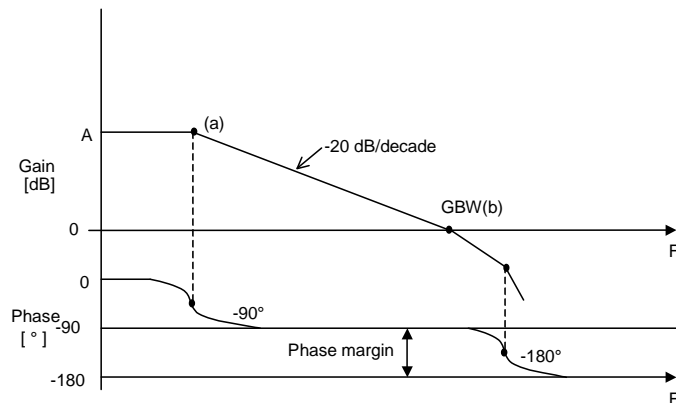 A
(a)
-20 dB/decade
Gain
[dB]
GBW(b)
0
F
0
Phase
[ ° ]
-90°
-90
Phase margin
-180°
-180
F